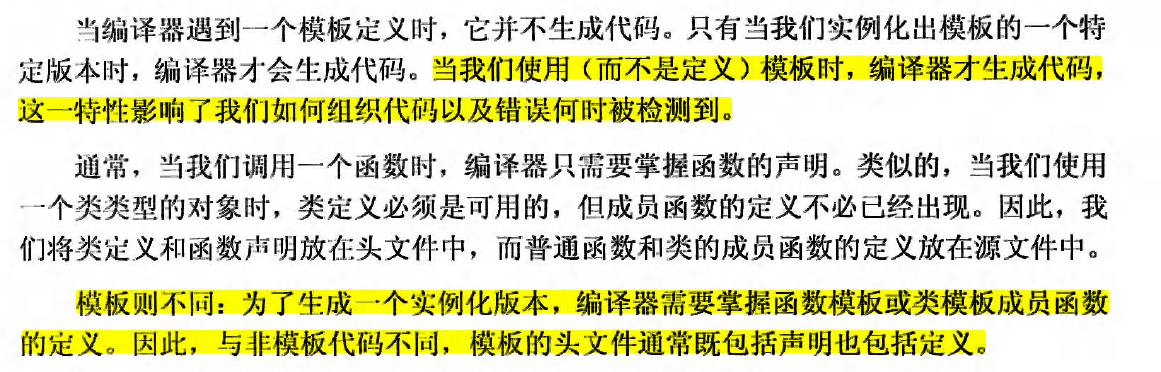 当编译器遇到一个模板定义时，它并不生成代码。只有当我们实例化出模板的一个特
定版本时，编译器才会生成代码。当我们使用（而不是定义）模板时，编译器才生成代码，
这一特性影响了我们如何组织代码以及错误何时被检测到。
通常，当我们调用一个函数时，编译器只需要掌握函数的声明。类似的，当我们使用
一个类类型的对象时，类定义必须是可用的，但成员函数的定义不必已经出现。因此，我
们将类定义和函数声明放在头文件中，而普通函数和类的成员函数的定义放在源文件中。
模板则不同：为了生成一个实例化版本，编译器需要掌握函数模板或类模板成员函数
的定义。因此，与非模板代码不同，模板的头文件通常既包括声明也包括定义。